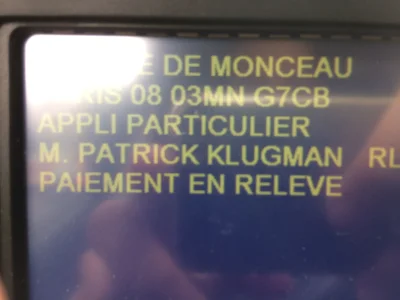 DE MONCEAU
08 03MN G7CB
APPLI PARTICULIER
M. PATRICK KLUGMAN RL
PAIEMENT EN RELEVE